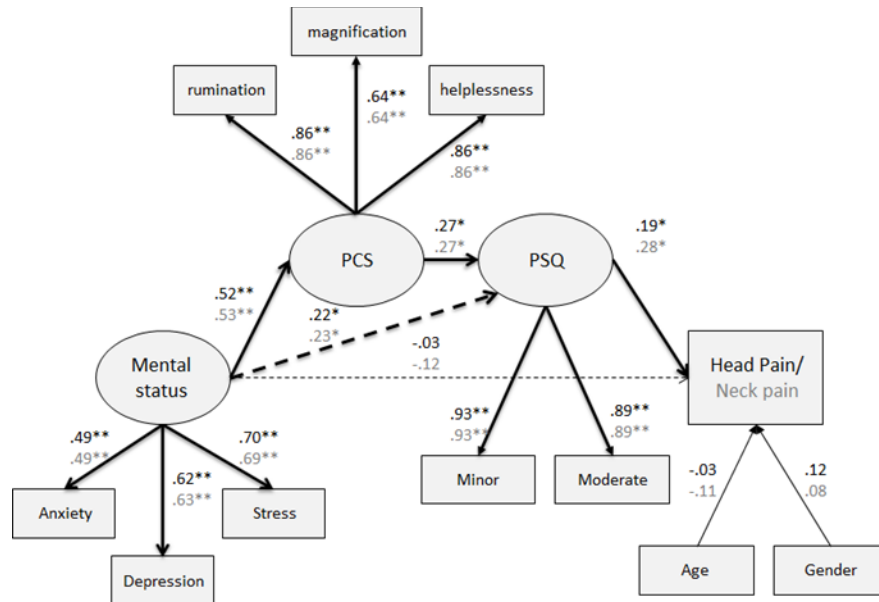 magnification
rumination
helplessness
.64**
.64**
.86**
.86**
.86**
.86**
.27*
.27*
.19*
.28*
PCS
PSQ
.52**
.53**
.22*
.23*
-.03
-.12
Mental
status
Head Pain/
Neck pain
.49**
.49**
.70**
.69**
.62**
.63**
.93**
.93**
.89**
.89**
Anxiety
Stress
Minor
Moderate
-.03
-.11
.12
.08
Depression
Age
Gender